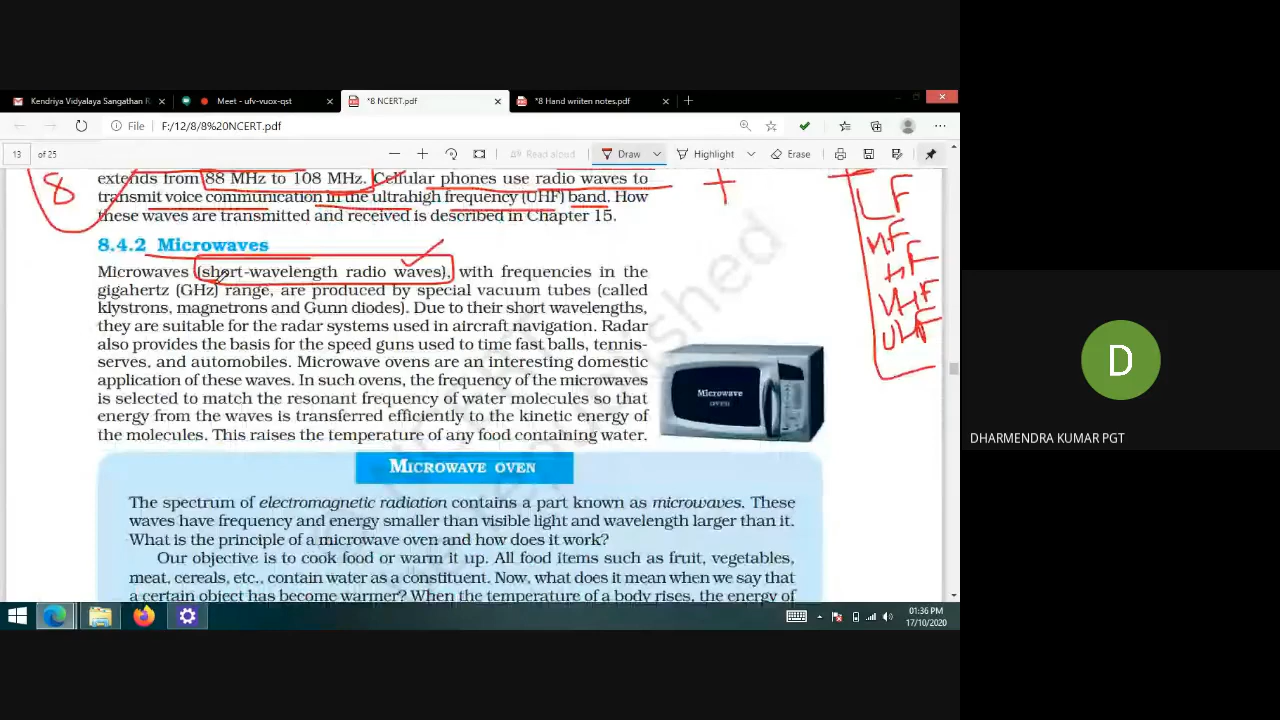 Kendriya Vidyalaya Sangathan R
Meet - ufv-vuox-qst
*8 NCERT.pdf
*8 Hand wriiten notes.pdf
File
F:/12/8/8%20NCERT.pdf
13 of 25
Read aloud
Draw
Highlight
Erase
extends from 88 MHz to 108 MHz. Cellular phones use radio waves to
transmit voice communication in the ultrahigh frequency (UHF) band. How
these waves are transmitted and received is described in Chapter 15.
8
LF
MF
HF
VHF
UHF
8.4.2 Microwaves
Microwaves (short-wavelength radio waves), with frequencies in the
gigahertz (GHz) range, are produced by special vacuum tubes (called
klystrons, magnetrons and Gunn diodes). Due to their short wavelengths,
they are suitable for the radar systems used in aircraft navigation. Radar
also provides the basis for the speed guns used to time fast balls, tennis-
serves, and automobiles. Microwave ovens are an interesting domestic
application of these waves. In such ovens, the frequency of the microwaves
is selected to match the resonant frequency of water molecules so that
energy from the waves is transferred efficiently to the kinetic energy of
the molecules. This raises the temperature of any food containing water.
Microwave
OVEN
MICROWAVE OVEN
The spectrum of electromagnetic radiation contains a part known as microwaves. These
waves have frequency and energy smaller than visible light and wavelength larger than it.
What is the principle of a microwave oven and how does it work?
Our objective is to cook food or warm it up. All food items such as fruit, vegetables,
meat, cereals, etc., contain water as a constituent. Now, what does it mean when we say that
a certain object has become warmer? When the temperature of a body rises, the energy of
D
DHARMENDRA KUMAR PGT
01:36 PM
17/10/2020